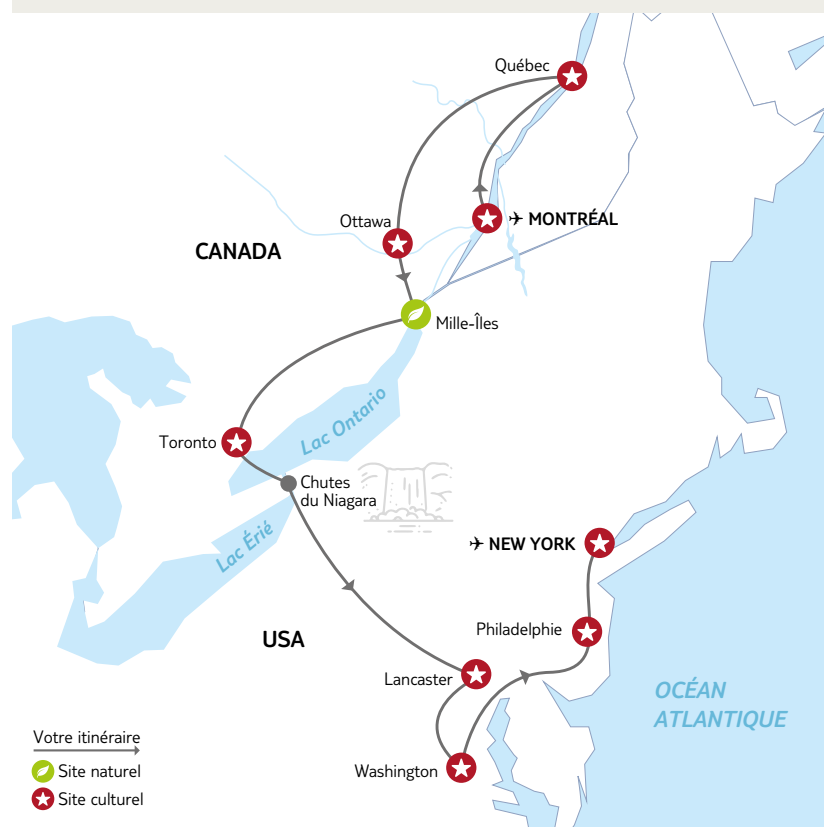 Québec
✈ MONTRÉAL
Ottawa
CANADA
Mille-Îles
Lac Ontario
Toronto
Chutes
du Niagara
Lac Érié
✈ NEW YORK
Philadelphie
USA
Lancaster
OCÉAN
ATLANTIQUE
Washington
Votre itinéraire
Site naturel
Site culturel